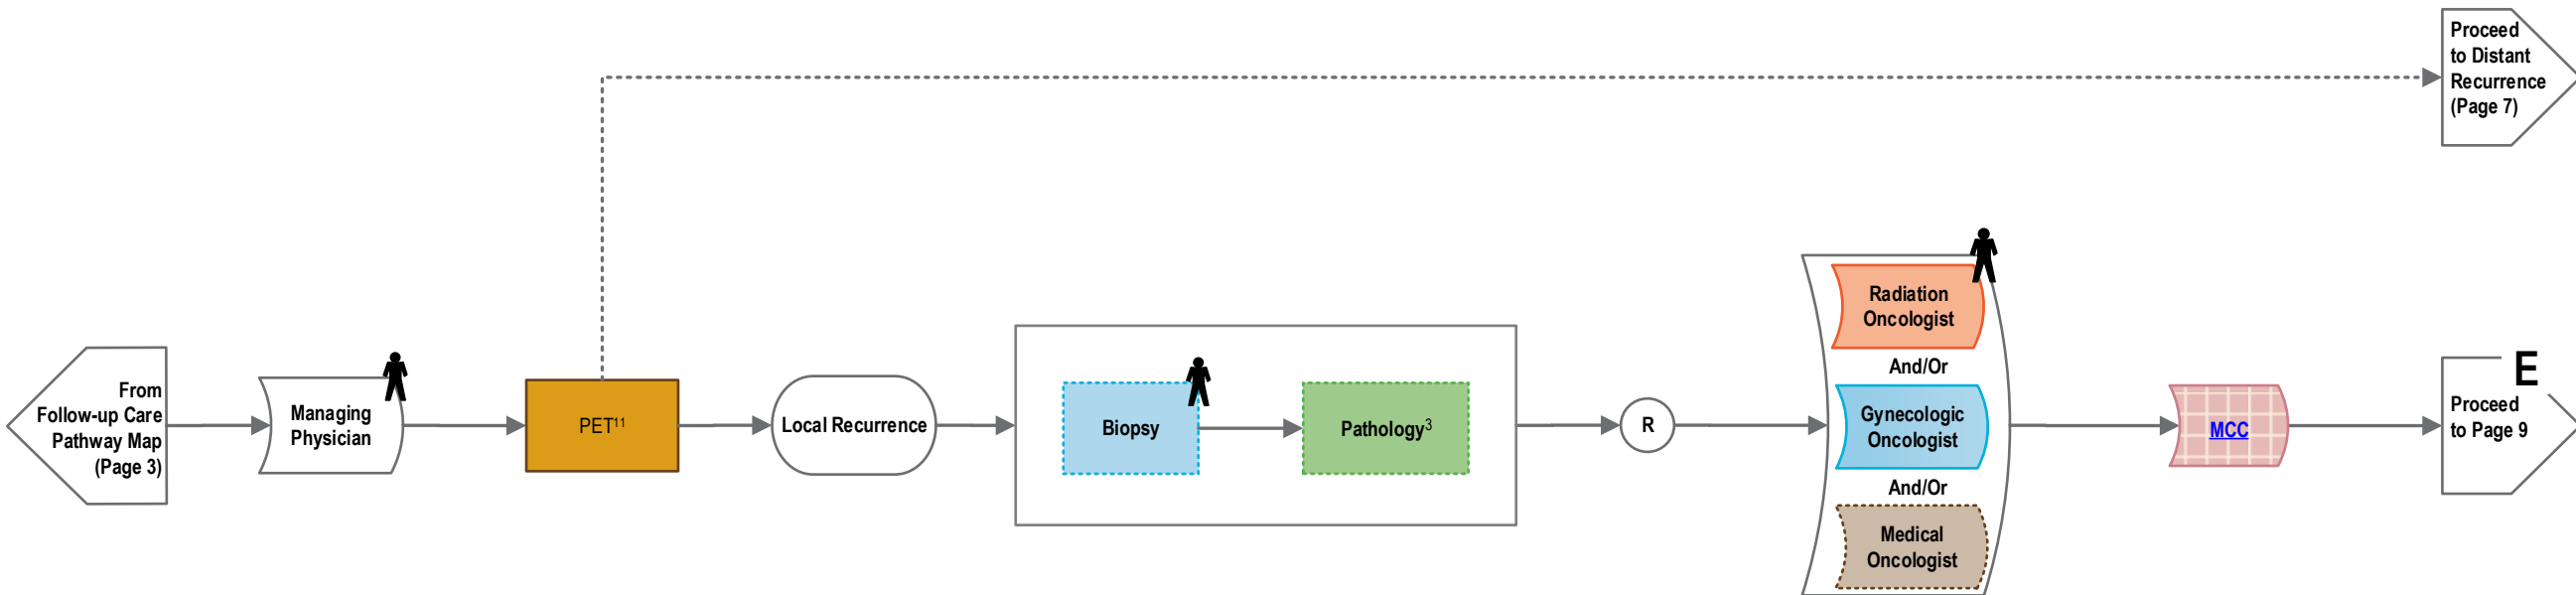 Proceed
to Distant
Recurrence
(Page 7)
From
Follow-up Care
Pathway Map
(Page 3)
Managing
Physician
PET11
Local Recurrence
Biopsy
Pathology3
R
Radiation
Oncologist
And/Or
Gynecologic
Oncologist
And/Or
Medical
Oncologist
MCC
E
Proceed
to Page 9